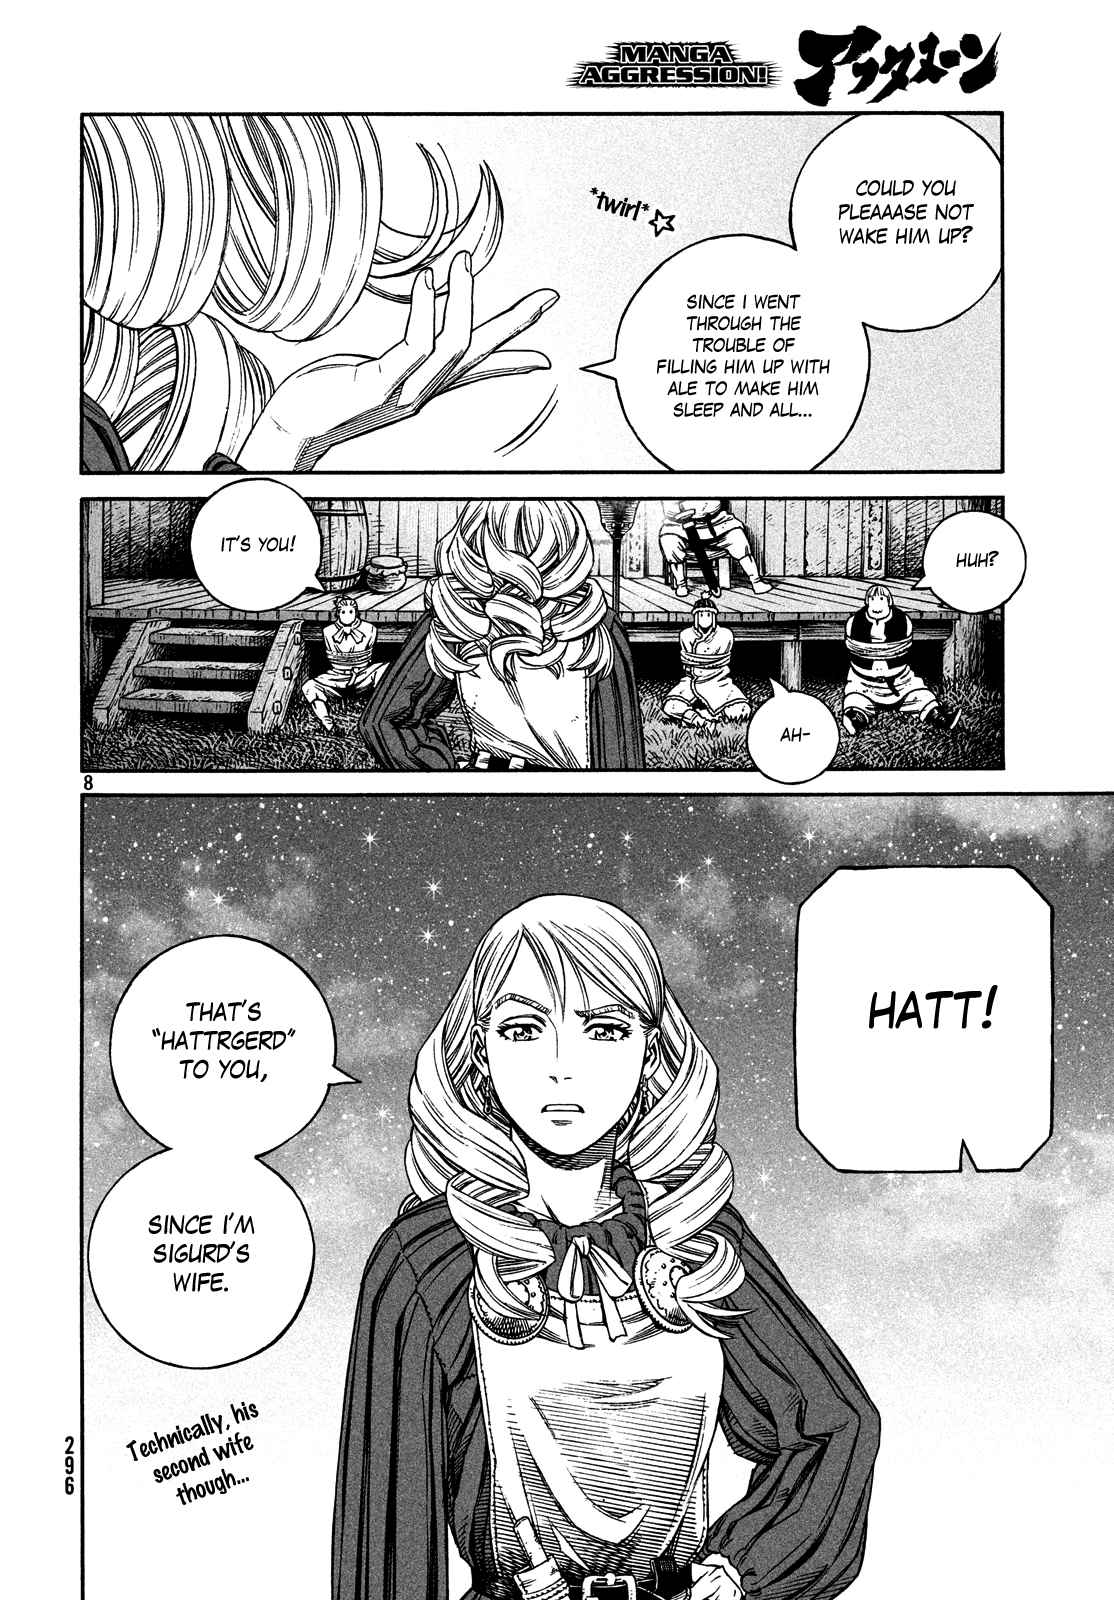 MANGA
AGGRESSION!
アフタヌーン
COULD YOU
PLEAAASE NOT
WAKE HIM UP?
*twirl*☆
SINCE I WENT
THROUGH THE
TROUBLE OF
FILLING HIM UP WITH
ALE TO MAKE HIM
SLEEP AND ALL...
HUH?
IT'S YOU!
AH-
8
HATT!
THAT'S
"HATTRGERD"
TO YOU,
SINCE I'M
SIGURD'S
WIFE.
Technically, his
second wife
though...
296